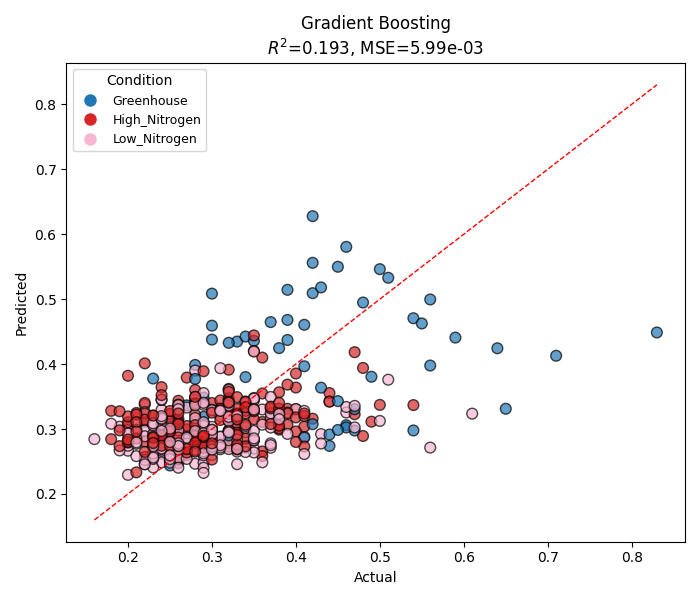 Gradient Boosting
R²=0.193, MSE=5.99e-03
Condition
Greenhouse
High_Nitrogen
Low_Nitrogen
0.8
0.7
0.6
0.5
0.4
0.3
0.2
Predicted
0.2 0.3 0.4 0.5 0.6 0.7 0.8
Actual